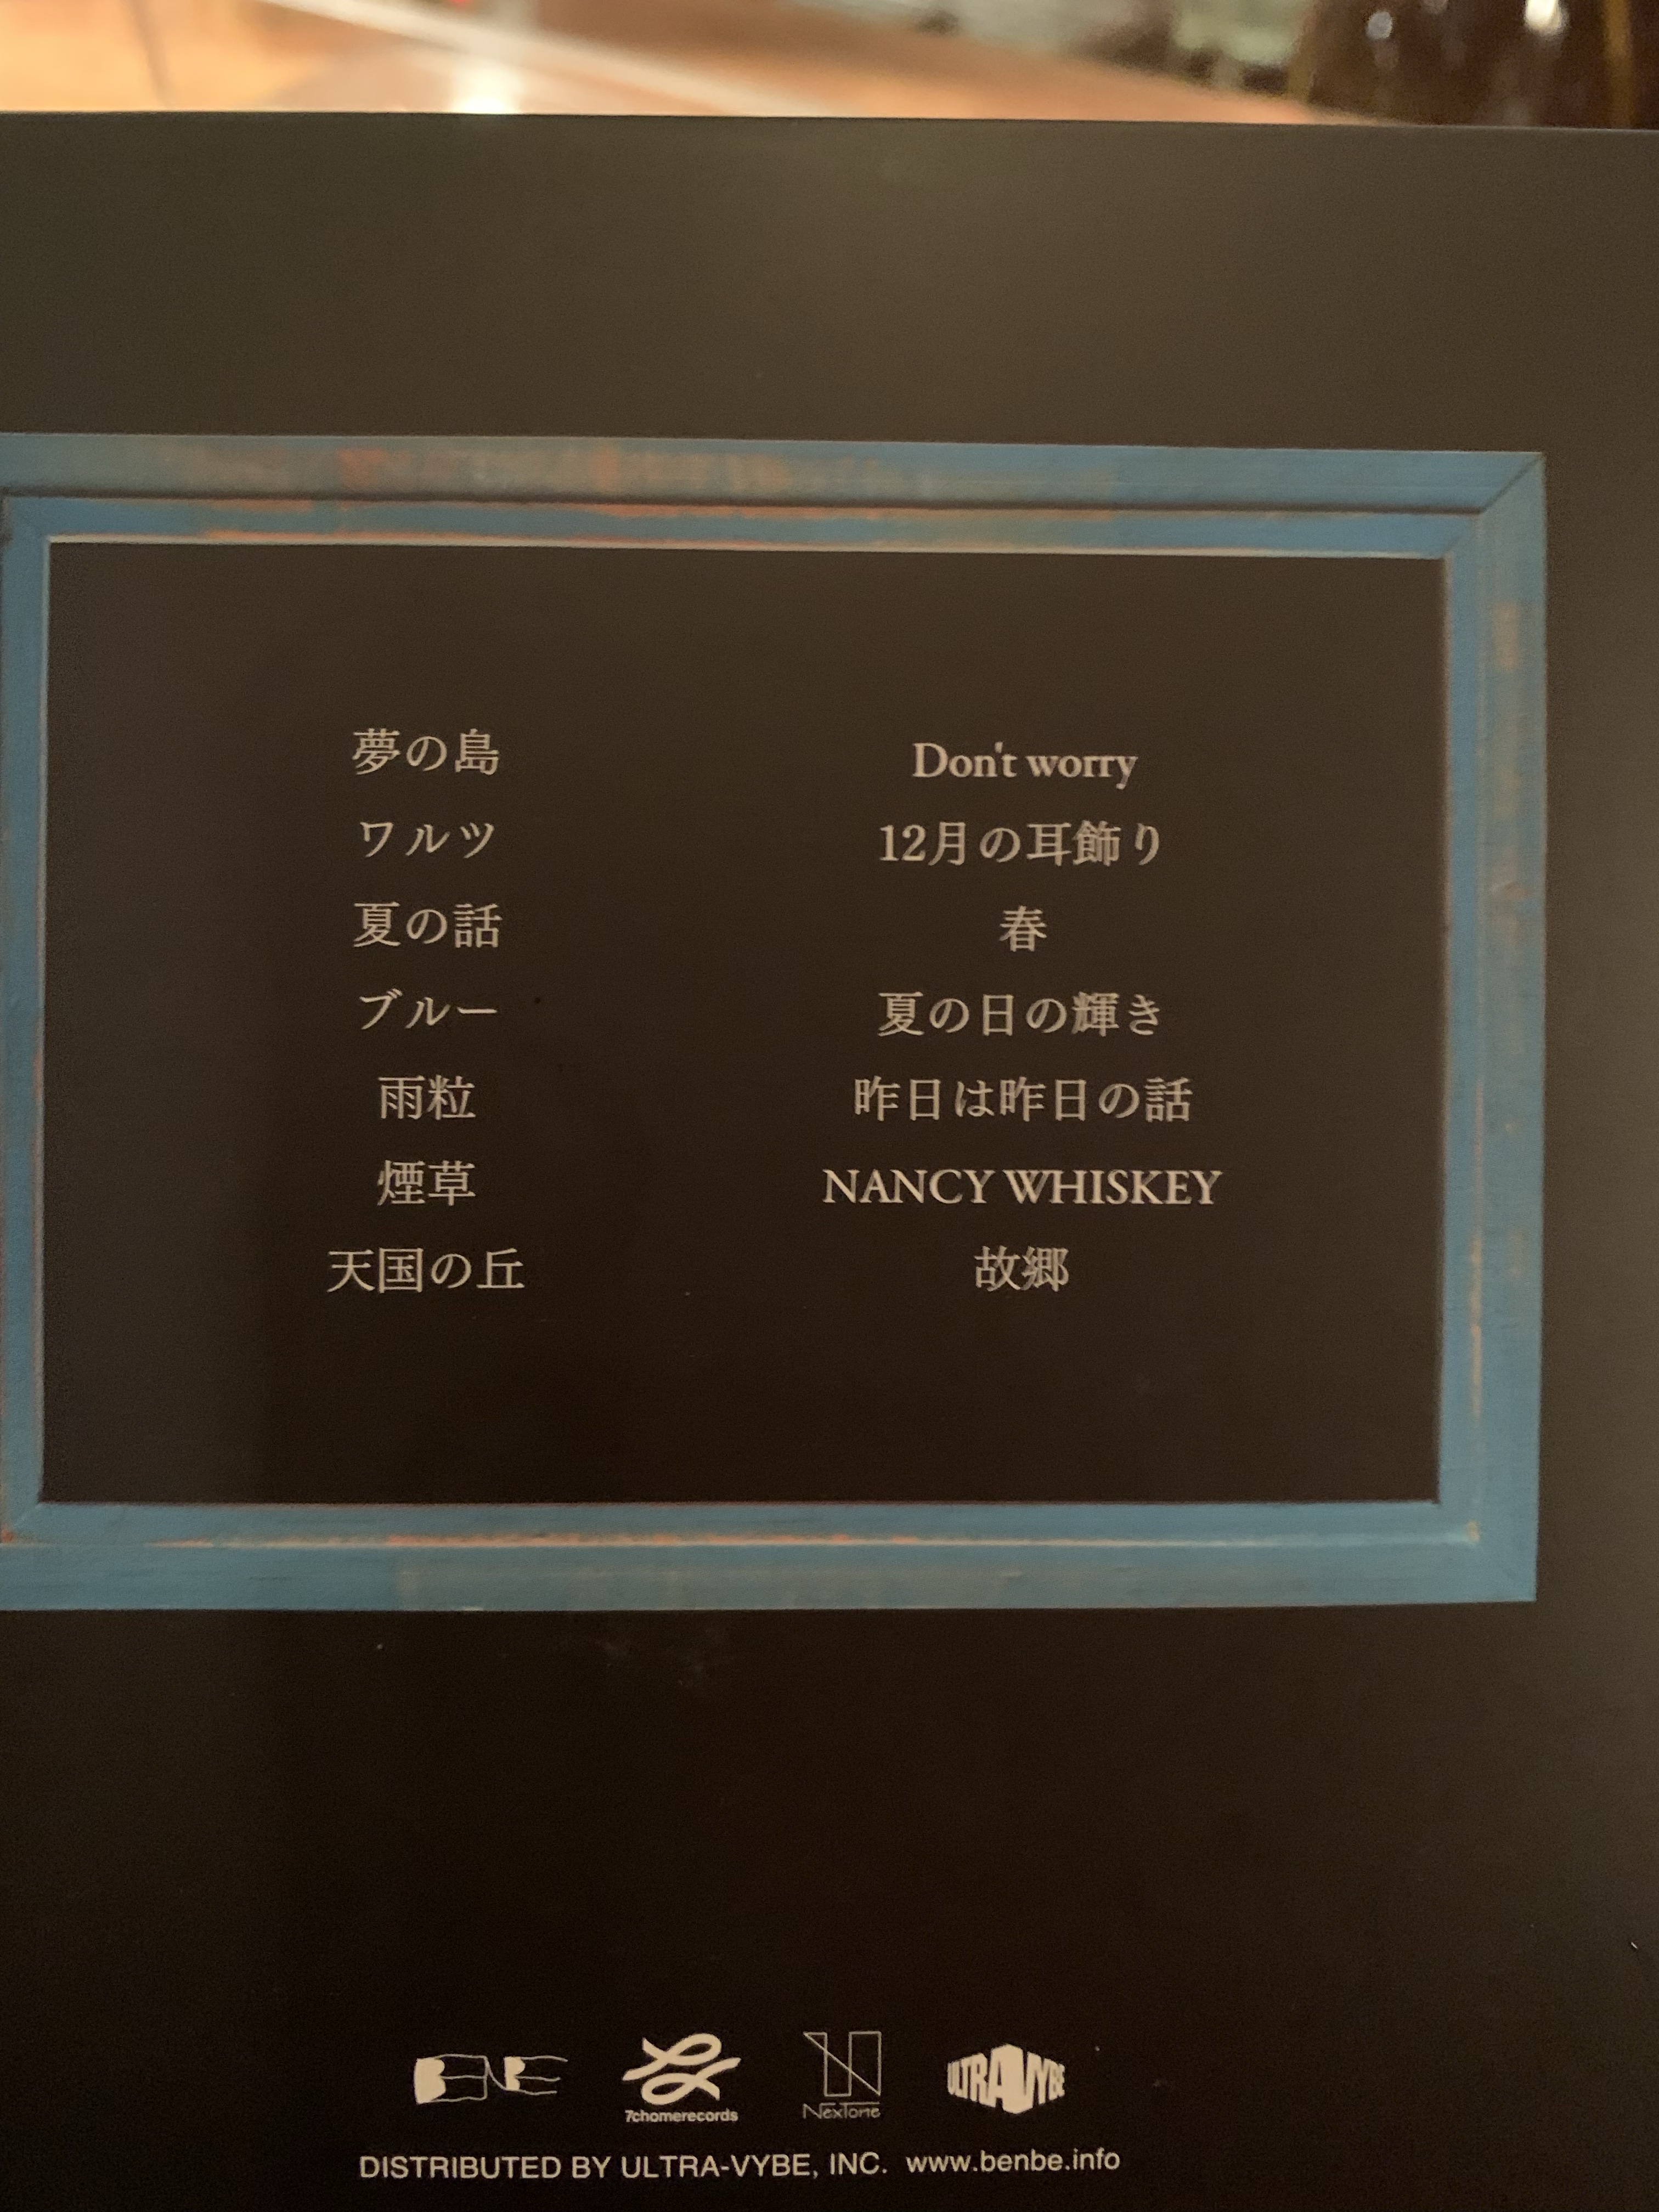 夢の島
ワルツ
夏の話
ブルー
雨粒
煙草
天国の丘
Don't worry
12月の耳飾り
春
夏の日の輝き
昨日は昨日の話
NANCY WHISKEY
故郷
7chomerecords
NexTone
ULTRA-VYBE
DISTRIBUTED BY ULTRA-VYBE, INC. www.benbe.info